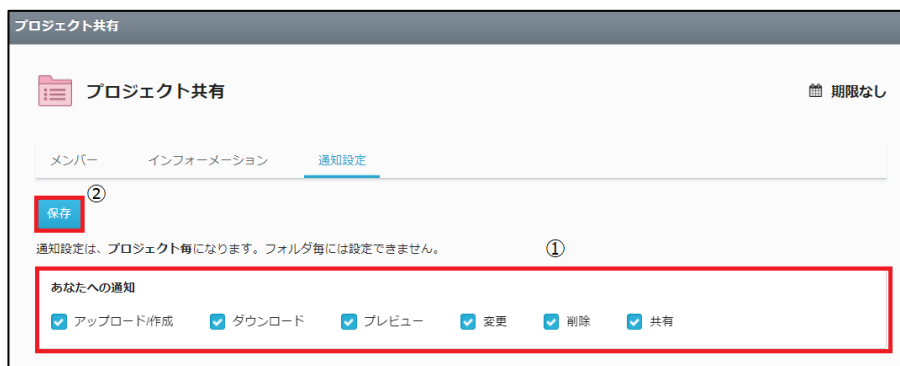 プロジェクト共有
プロジェクト共有
期限なし
メンバー インフォーメーション 通知設定
②
保存
通知設定は、プロジェクト毎になります。フォルダ毎には設定できません。
①
あなたへの通知
アップロード/作成 ダウンロード プレビュー 変更 削除 共有